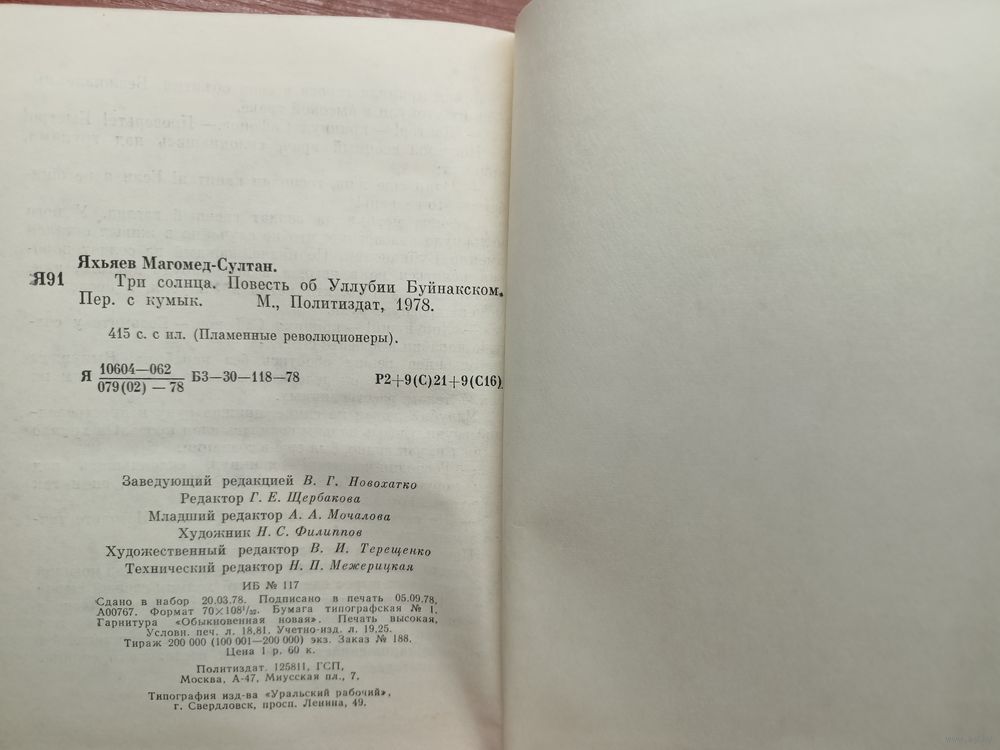 Яхьяев Магомед-Султан.
Я91
Три солнца. Повесть об Уллубии Буйнакском.
Пер. с кумык. М., Политиздат, 1978.
415 с. с ил. (Пламенные революционеры).
Я 10604—062
079(02) — 78 Б3—30—118—78 Р2+9(С)21+9(С16)
Заведующий редакцией В. Г. Новохатко
Редактор Г. Е. Щербакова
Младший редактор А. А. Мочалова
Художник Н. С. Филиппов
Художественный редактор В. И. Терещенко
Технический редактор Н. П. Межерицкая
ИБ № 117
Сдано в набор 20.03.78. Подписано в печать 05.09.78.
А00767. Формат 70×108¹/₃₂. Бумага типографская № 1.
Гарнитура «Обыкновенная новая». Печать высокая.
Условн. печ. л. 18,81. Учетно-изд. л. 19,25.
Тираж 200 000 (100 001—200 000) экз. Заказ № 188.
Цена 1 р. 60 к.
Политиздат. 125811, ГСП,
Москва, А-47, Миусская пл., 7.
Типография изд-ва «Уральский рабочий»,
г. Свердловск, просп. Ленина, 49.